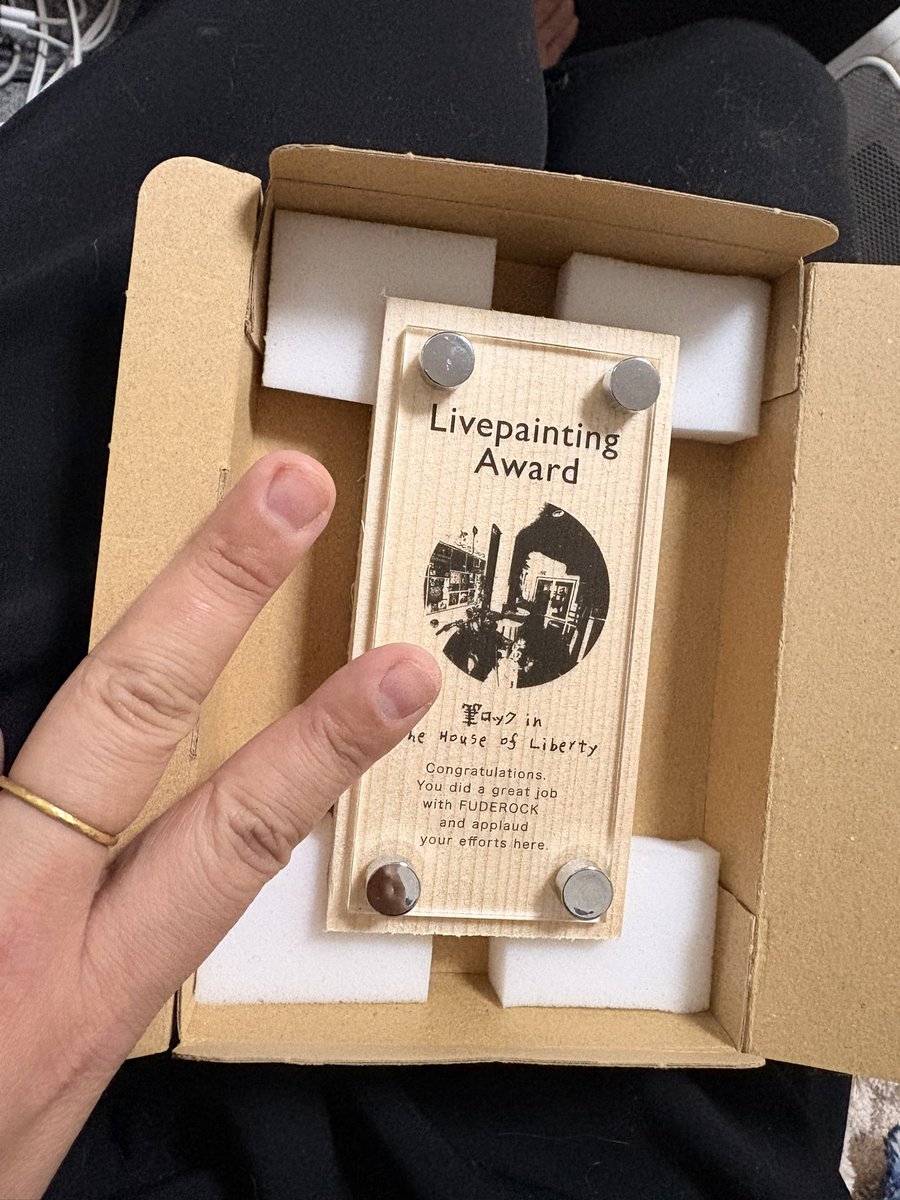 Livepainting
Award
筆ロック in
he House of Liberty
Congratulations.
You did a great job
with FUDEROCK
and applaud
your efforts here.